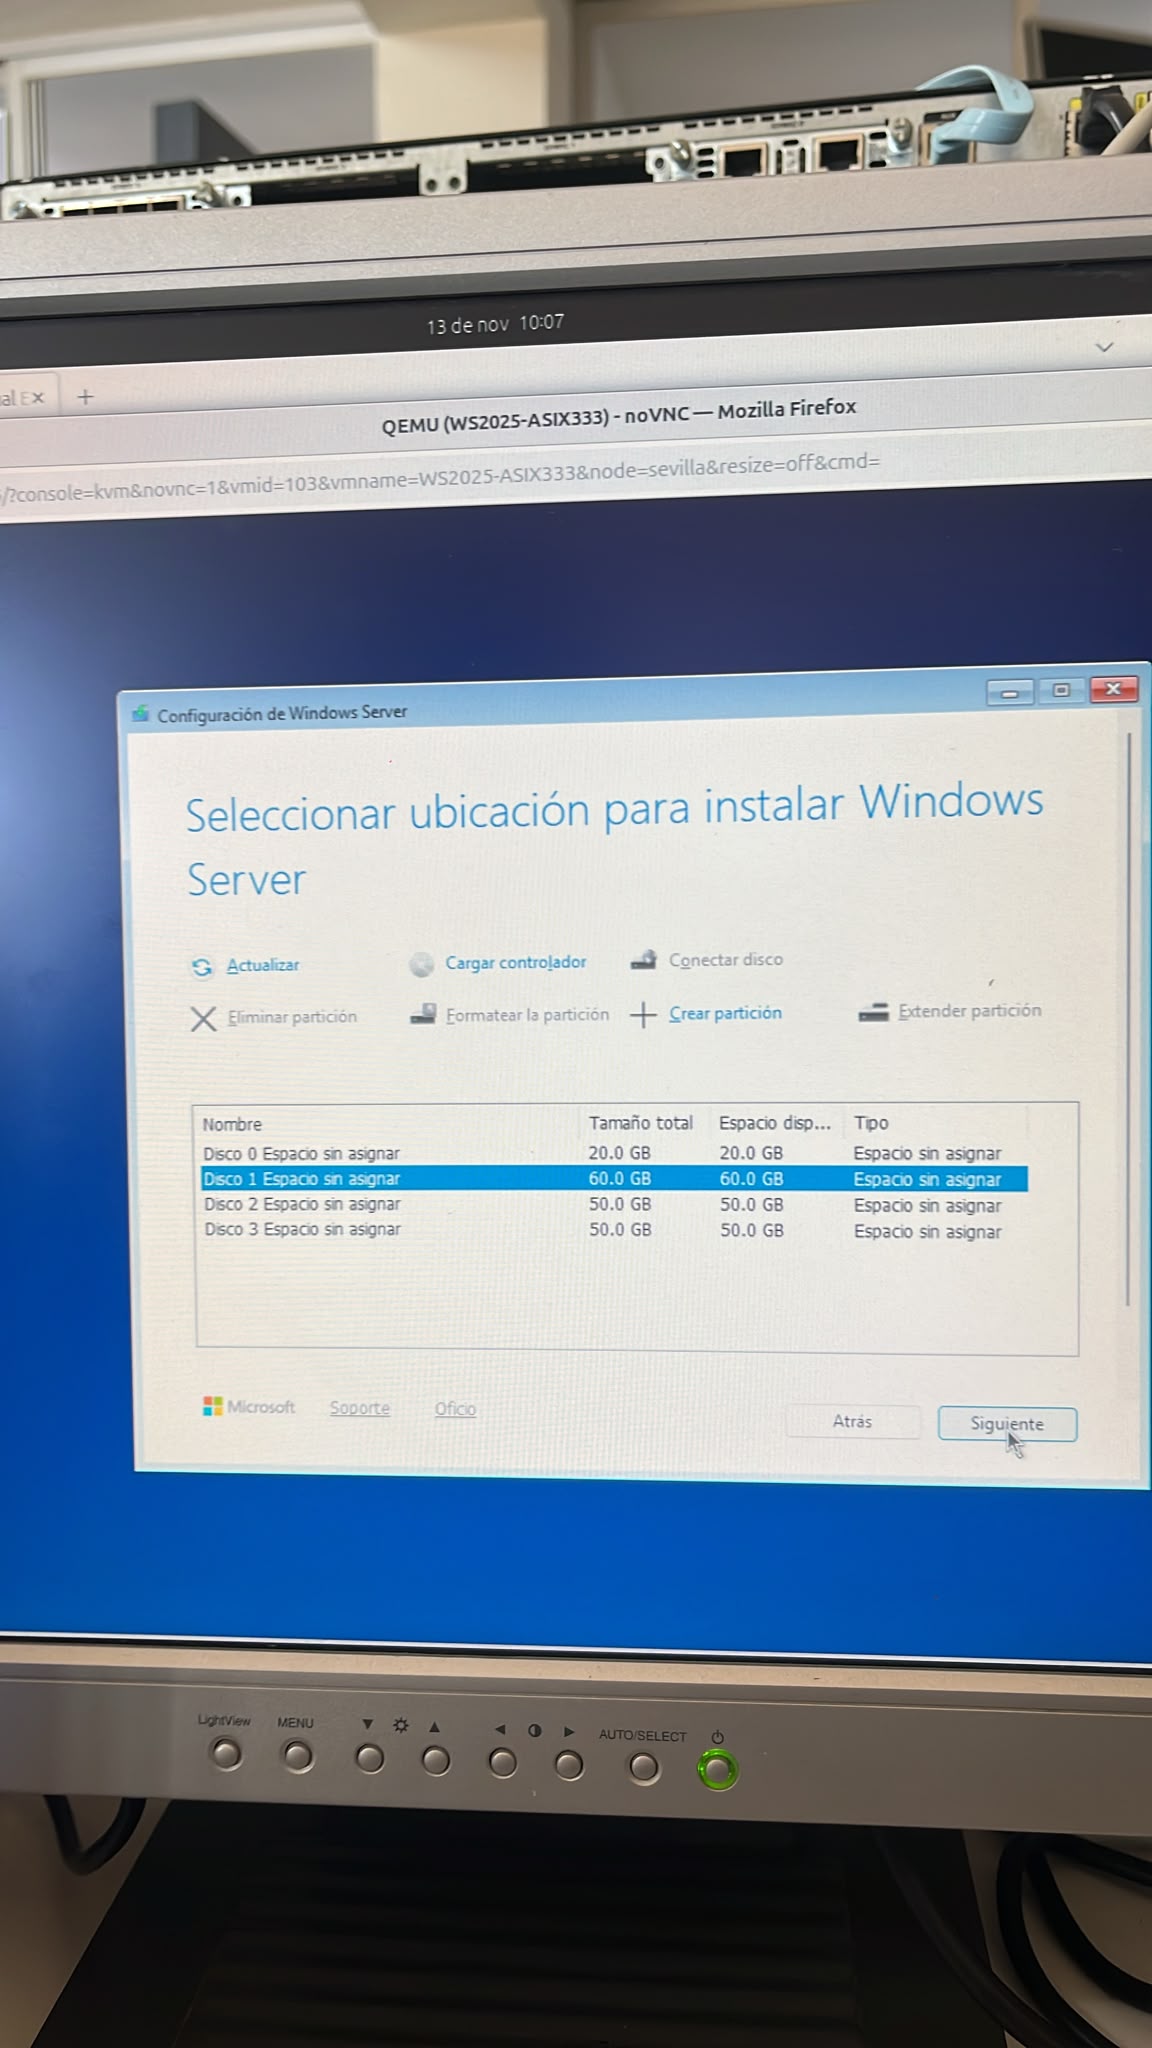 13 de nov 10:07
QEMU (WS2025-ASIX333) - noVNC — Mozilla Firefox
/?console=kvm&novnc=1&vmid=103&vmname=WS2025-ASIX333&node=sevilla&resize=off&cmd=
Configuración de Windows Server
Seleccionar ubicación para instalar Windows
Server
Actualizar Cargar controlador Conectar disco
Eliminar partición Formatear la partición Crear partición Extender partición
Nombre Tamaño total Espacio disp... Tipo
Disco 0 Espacio sin asignar 20.0 GB 20.0 GB Espacio sin asignar
Disco 1 Espacio sin asignar 60.0 GB 60.0 GB Espacio sin asignar
Disco 2 Espacio sin asignar 50.0 GB 50.0 GB Espacio sin asignar
Disco 3 Espacio sin asignar 50.0 GB 50.0 GB Espacio sin asignar
Microsoft Soporte Oficio
Atrás Siguiente
LightView MENU AUTO/SELECT